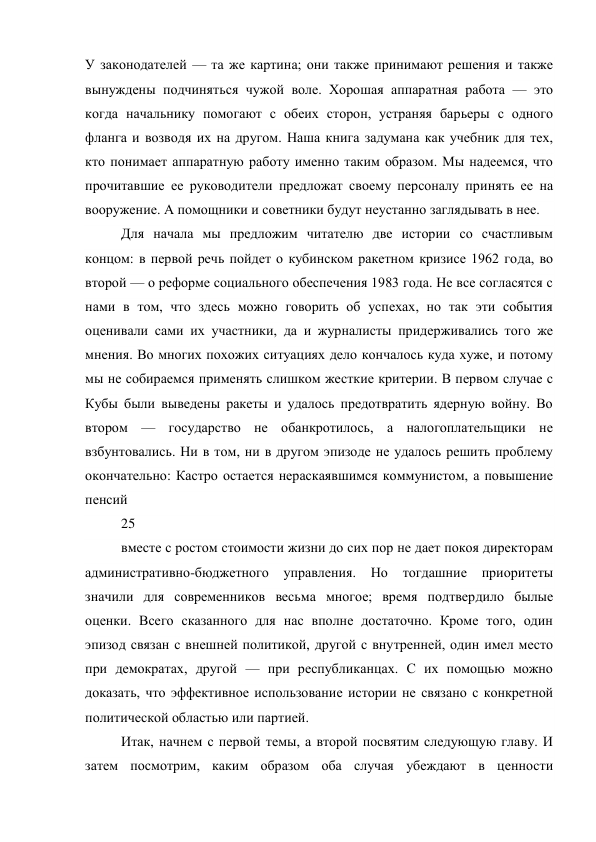 У законодателей — та же картина; они также принимают решения и также
вынуждены подчиняться чужой воле. Хорошая аппаратная работа — это
когда начальнику помогают с обеих сторон, устраняя барьеры с одного
фланга и возводя их на другом. Наша книга задумана как учебник для тех,
кто понимает аппаратную работу именно таким образом. Мы надеемся, что
прочитавшие ее руководители предложат своему персоналу принять ее на
вооружение. А помощники и советники будут неустанно заглядывать в нее.
Для начала мы предложим читателю две истории со счастливым
концом: в первой речь пойдет о кубинском ракетном кризисе 1962 года, во
второй — о реформе социального обеспечения 1983 года. Не все согласятся с
нами в том, что здесь можно говорить об успехах, но так эти события
оценивали сами их участники, да и журналисты придерживались того же
мнения. Во многих похожих ситуациях дело кончалось куда хуже, и потому
мы не собираемся применять слишком жесткие критерии. В первом случае с
Кубы были выведены ракеты и удалось предотвратить ядерную войну. Во
втором — государство не обанкротилось, а налогоплательщики не
взбунтовались. Ни в том, ни в другом эпизоде не удалось решить проблему
окончательно: Кастро остается нераскаявшимся коммунистом, а повышение
пенсий
25
вместе с ростом стоимости жизни до сих пор не дает покоя директорам
административно-бюджетного управления. Но тогдашние приоритеты
значили для современников весьма многое; время подтвердило былые
оценки. Всего сказанного для нас вполне достаточно. Кроме того, один
эпизод связан с внешней политикой, другой с внутренней, один имел место
при демократах, другой — при республиканцах. С их помощью можно
доказать, что эффективное использование истории не связано с конкретной
политической областью или партией.
Итак, начнем с первой темы, а второй посвятим следующую главу. И
затем посмотрим, каким образом оба случая убеждают в ценности